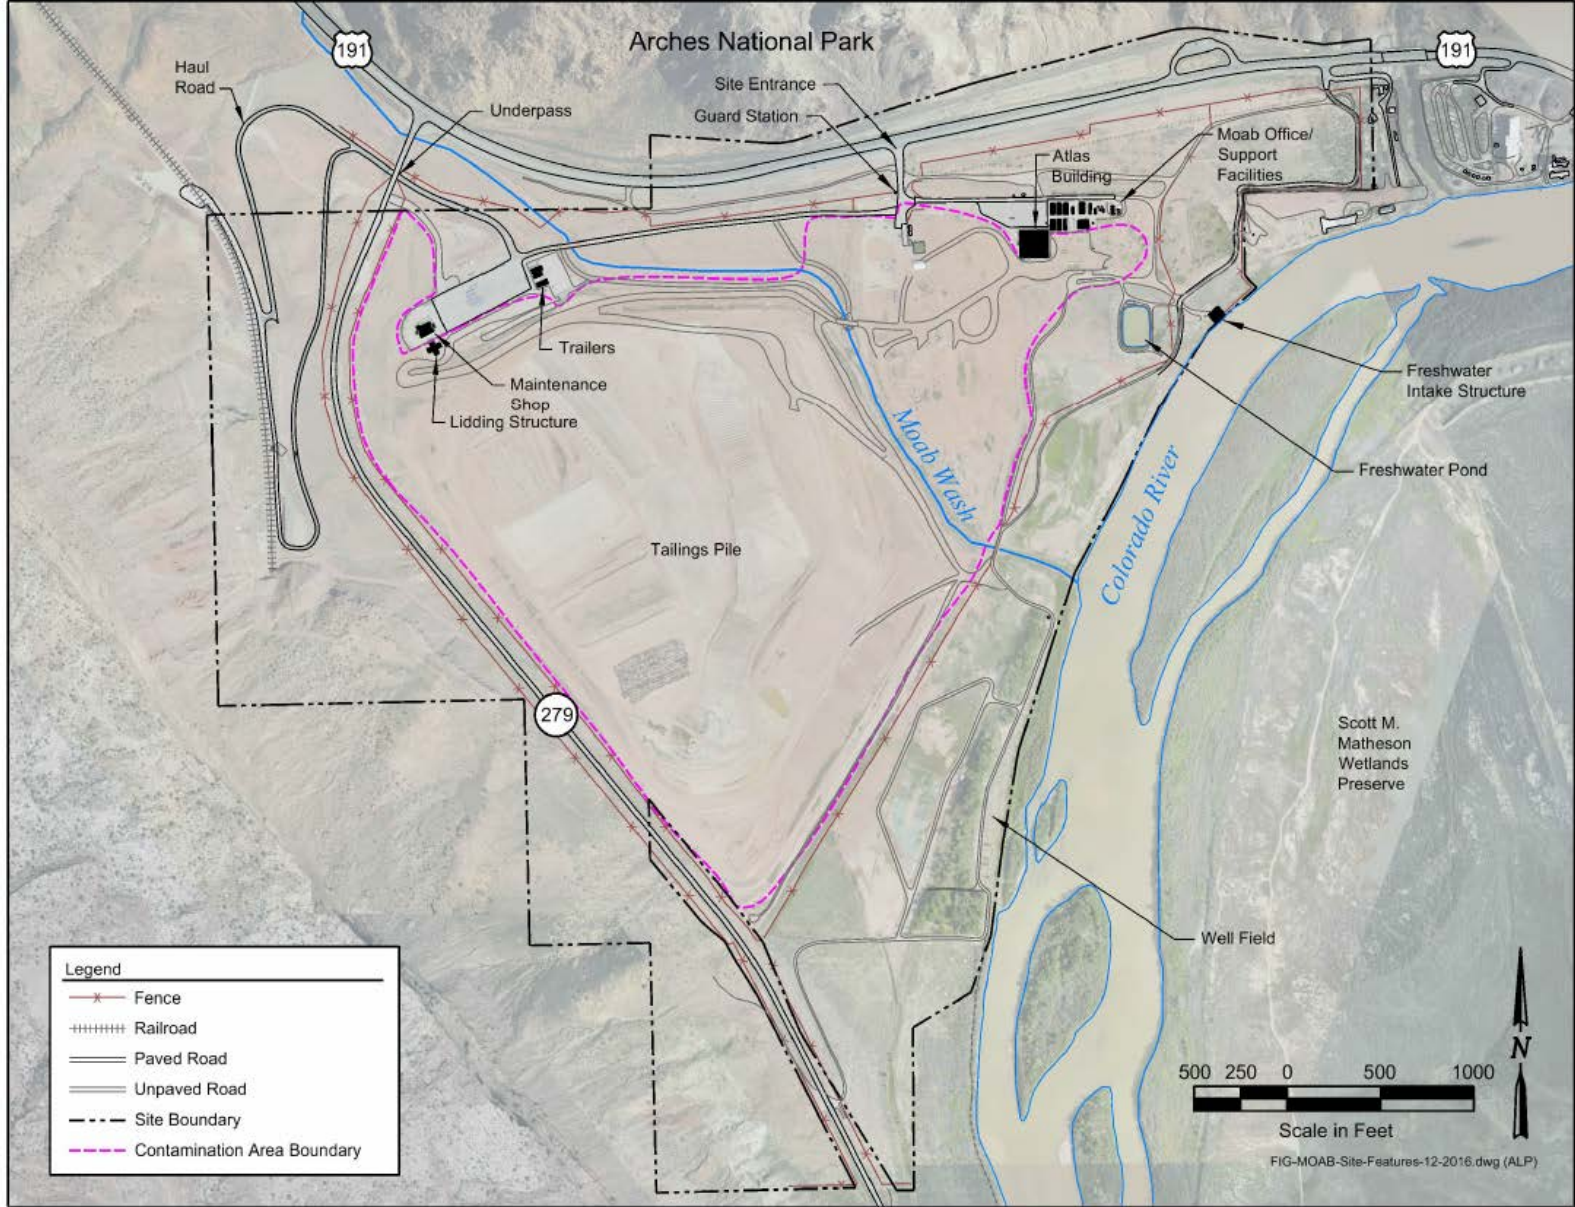 Arches National Park
191
191
Haul
Road
Underpass
Site Entrance
Guard Station
Atlas
Building
Moab Office/
Support
Facilities
Trailers
Maintenance
Shop
Lidding Structure
Moab Wash
Freshwater
Intake Structure
Freshwater Pond
Colorado River
Tailings Pile
279
Scott M.
Matheson
Wetlands
Preserve
Well Field
Legend
Fence
Railroad
Paved Road
Unpaved Road
Site Boundary
Contamination Area Boundary
N
500 250 0 500 1000
Scale in Feet
FIG-MOAB-Site-Features-12-2016.dwg (ALP)